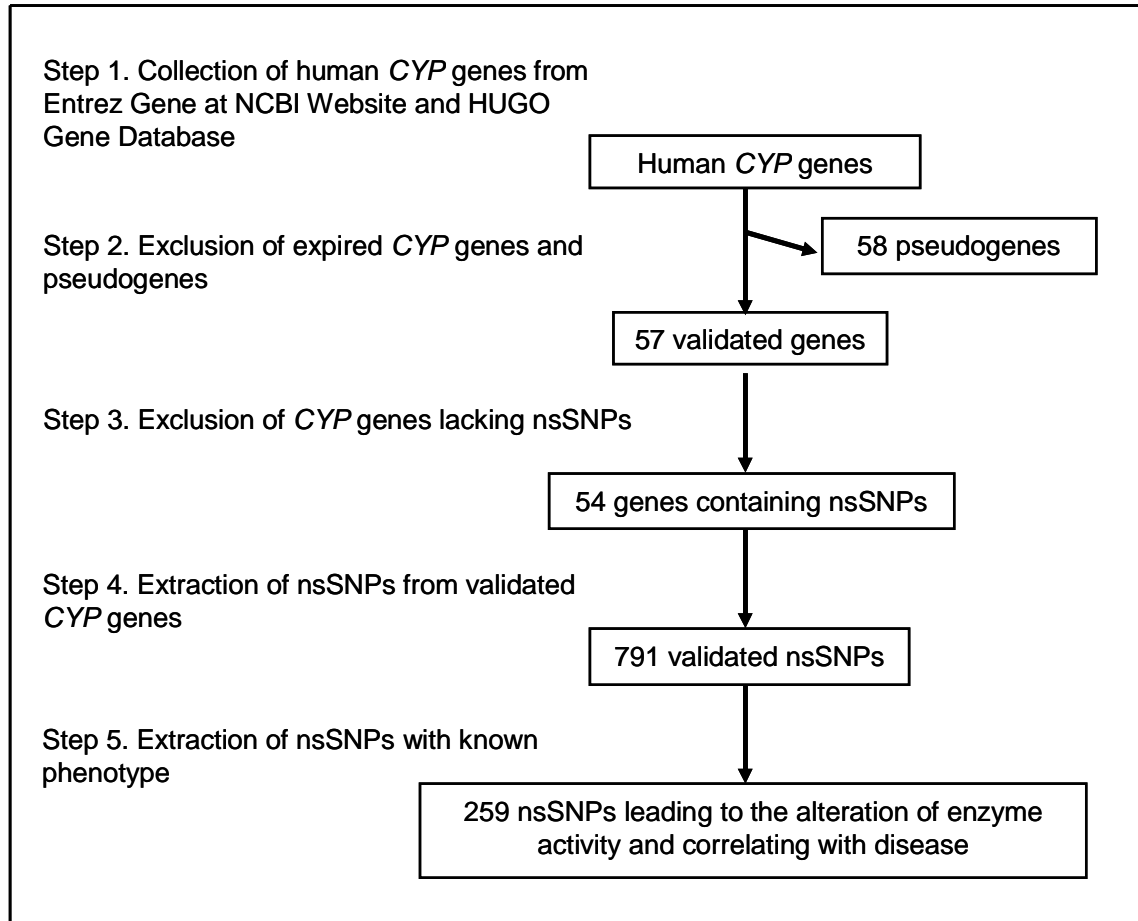 Step 1. Collection of human CYP genes from
Entrez Gene at NCBI Website and HUGO
Gene Database
Human CYP genes
Step 2. Exclusion of expired CYP genes and
pseudogenes
58 pseudogenes
57 validated genes
Step 3. Exclusion of CYP genes lacking nsSNPs
54 genes containing nsSNPs
Step 4. Extraction of nsSNPs from validated
CYP genes
791 validated nsSNPs
Step 5. Extraction of nsSNPs with known
phenotype
259 nsSNPs leading to the alteration of enzyme
activity and correlating with disease